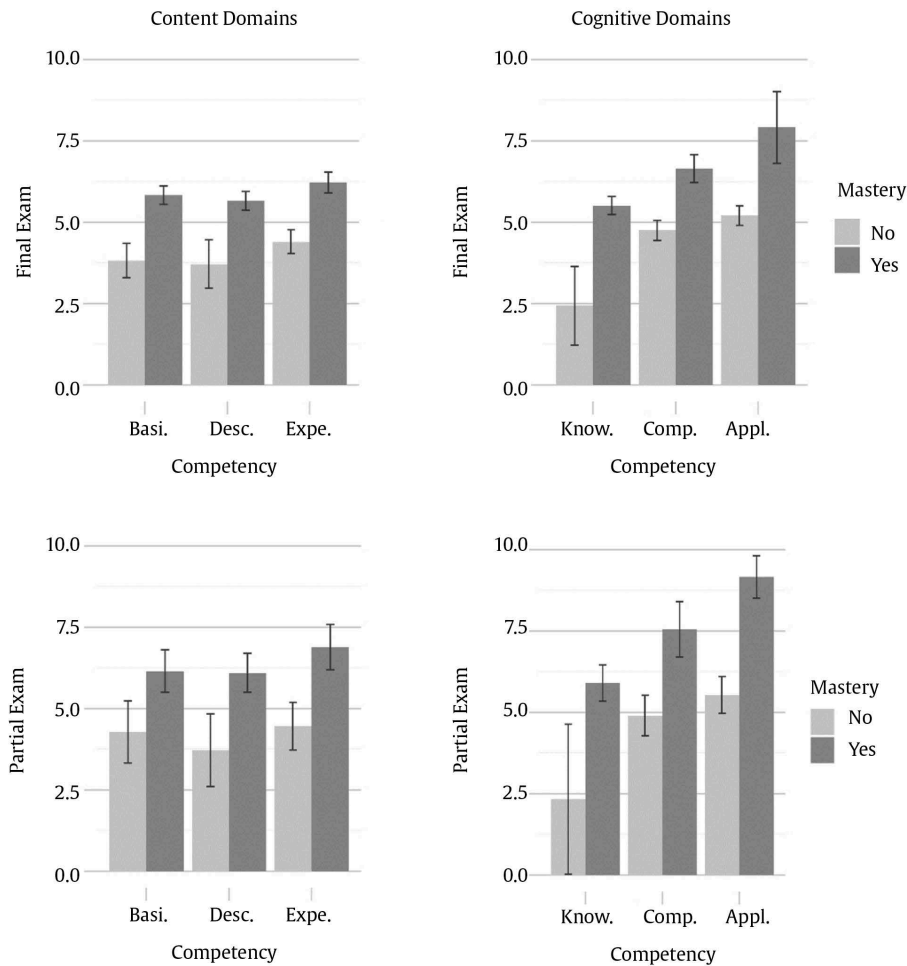 Content Domains
Cognitive Domains
10.0
7.5
5.0
2.5
0.0
Final Exam
Basi. Desc. Expe.
Competency
10.0
7.5
5.0
2.5
0.0
Final Exam
Know. Comp. Appl.
Competency
Mastery
No
Yes
10.0
7.5
5.0
2.5
0.0
Partial Exam
Basi. Desc. Expe.
Competency
10.0
7.5
5.0
2.5
0.0
Partial Exam
Know. Comp. Appl.
Competency
Mastery
No
Yes